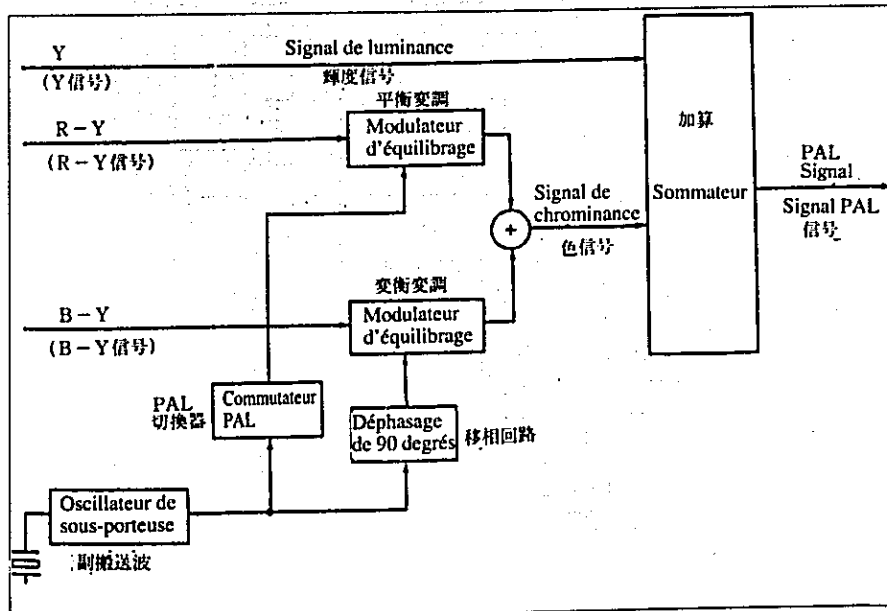 Y
(Y信号)
Signal de luminance
輝度信号
R − Y
(R − Y信号)
平衡変調
Modulateur
d'équilibrage
加算
Sommateur
PAL
Signal
Signal PAL
信号
Signal de
chrominance
色信号
+
B − Y
(B − Y信号)
変衡変調
Modulateur
d'équilibrage
PAL
切換器
Commutateur
PAL
Déphasage
de 90 degrés
移相回路
Oscillateur de
sous-porteuse
副搬送波